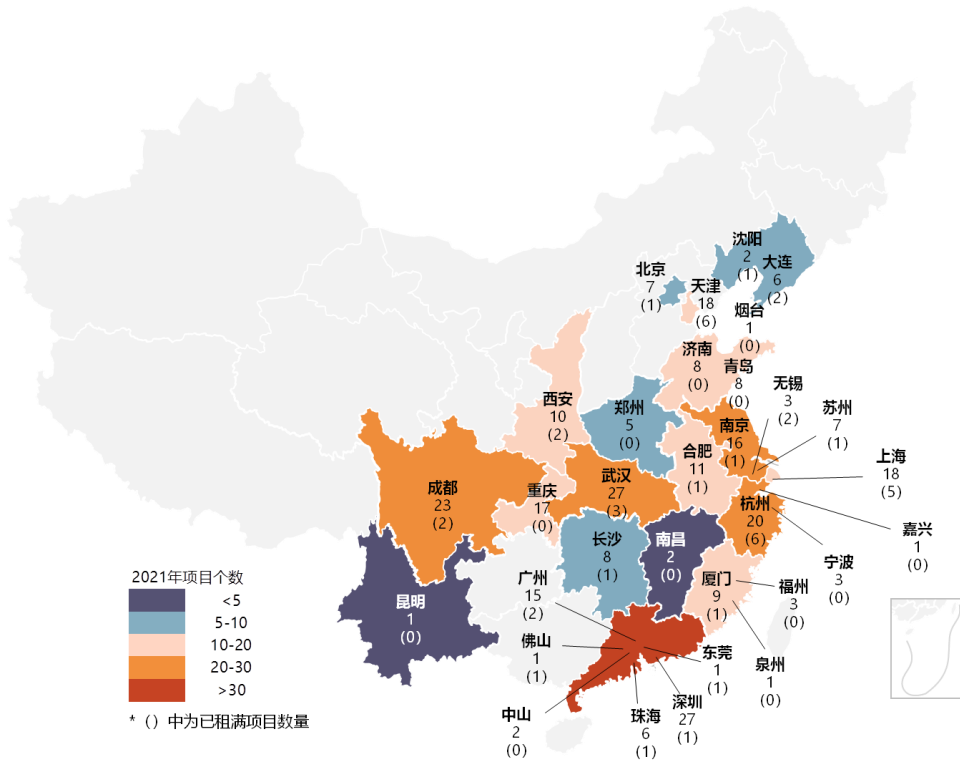 沈阳
2
(1)
大连
6
(2)
北京
7
(1)
天津
18
(6)
烟台
1
(0)
济南
8
(0)
青岛
8
(0)
无锡
3
(2)
苏州
7
(1)
西安
10
(2)
郑州
5
(0)
南京
16
(1)
合肥
11
(1)
上海
18
(5)
成都
23
(2)
重庆
17
(0)
武汉
27
(3)
杭州
20
(6)
嘉兴
1
(0)
长沙
8
(1)
南昌
2
(0)
宁波
3
(0)
广州
15
(2)
厦门
9
(1)
福州
3
(0)
昆明
1
(0)
佛山
1
(1)
东莞
1
(1)
泉州
1
(0)
中山
2
(0)
珠海
6
(1)
深圳
27
(1)
2021年项目个数
<5
5-10
10-20
20-30
>30
*（）中为已租满项目数量